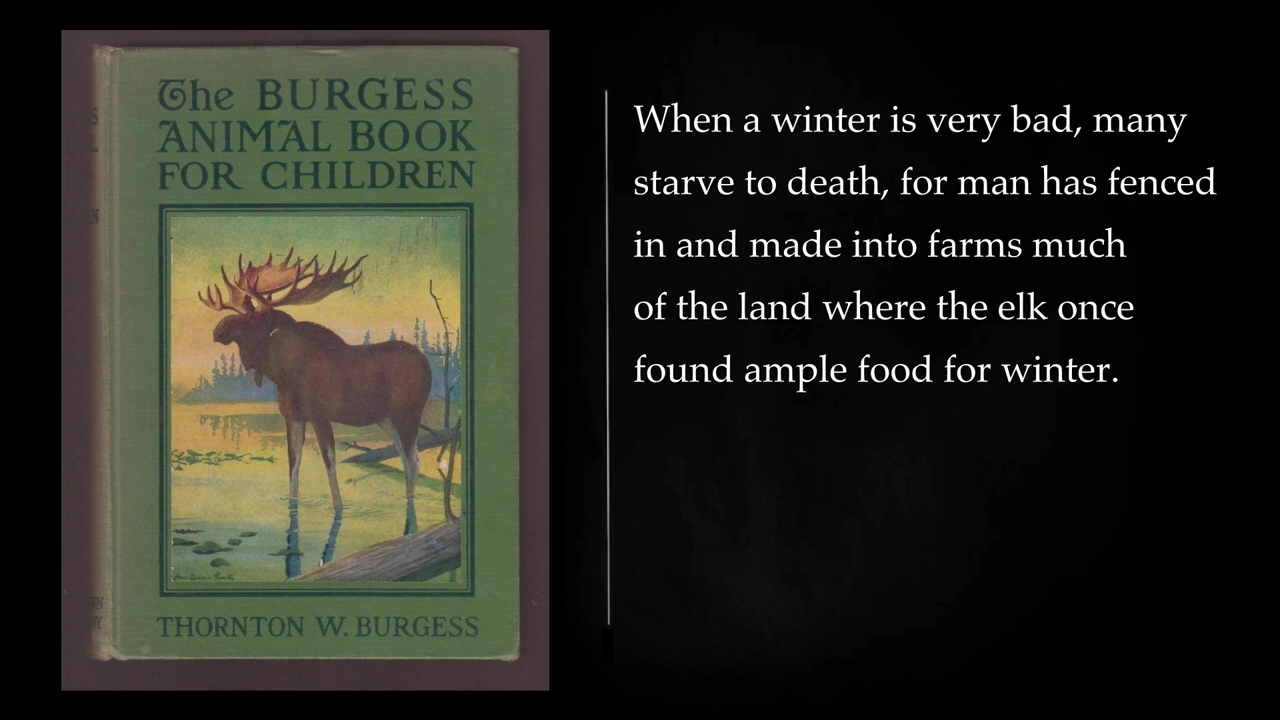 The BURGESS
ANIMAL BOOK
FOR CHILDREN
THORNTON W. BURGESS
When a winter is very bad, many
starve to death, for man has fenced
in and made into farms much
of the land where the elk once
found ample food for winter.